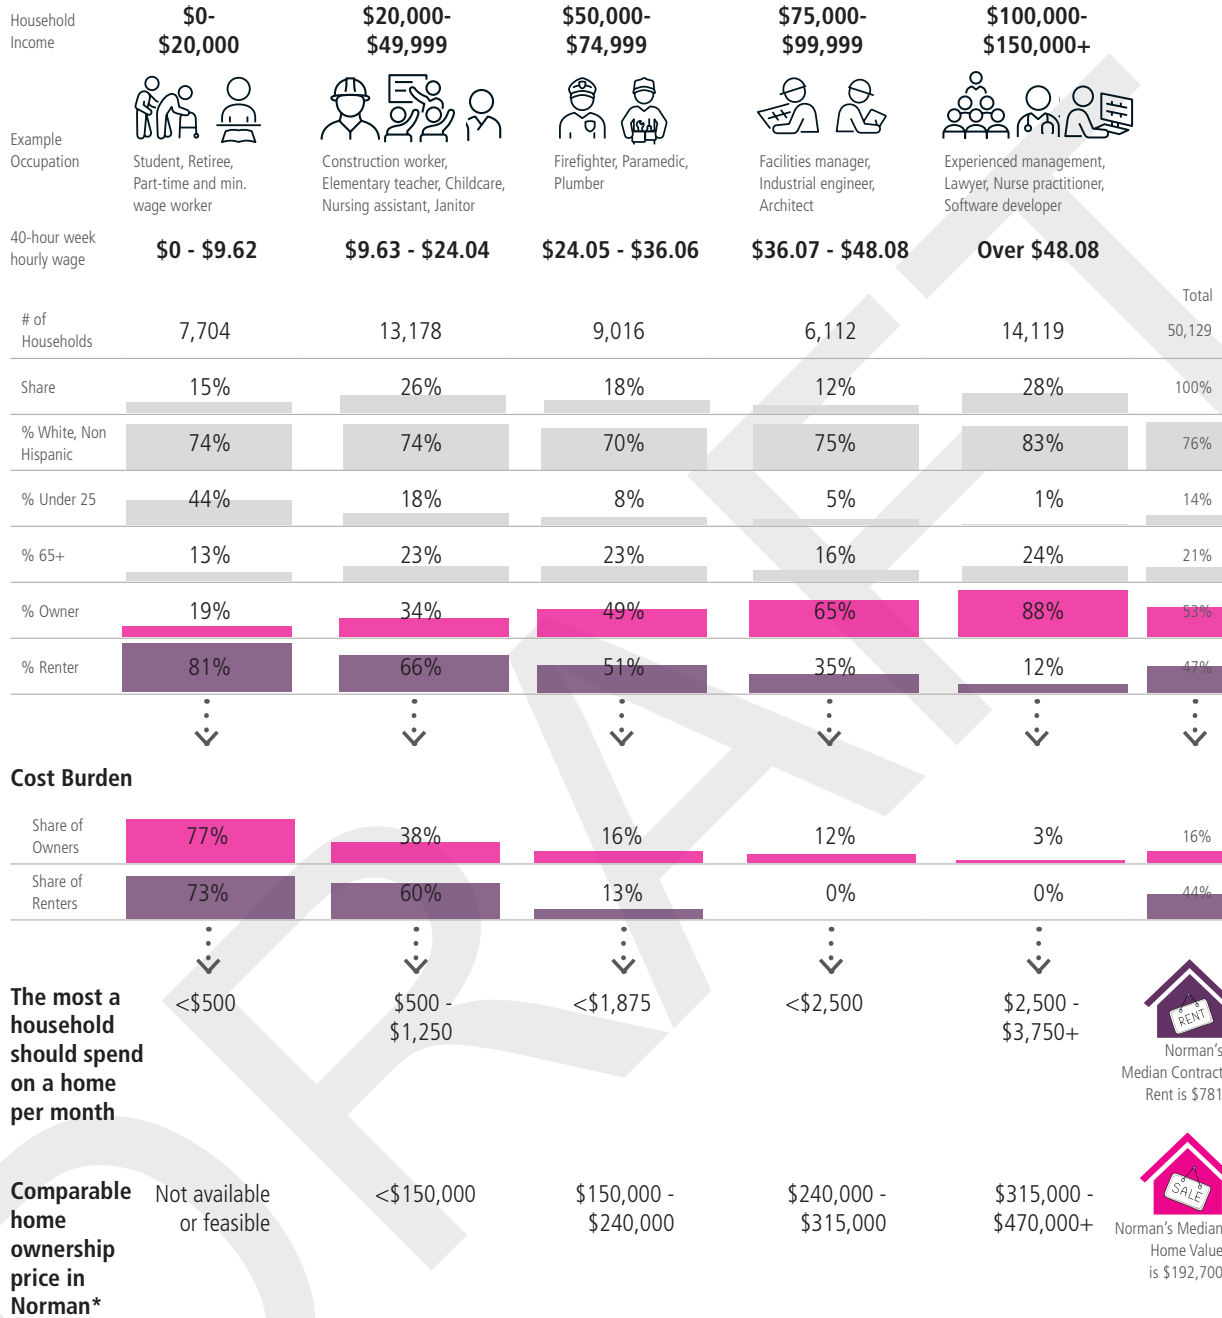 Household
Income
$0-
$20,000
$20,000-
$49,999
$50,000-
$74,999
$75,000-
$99,999
$100,000-
$150,000+
Example
Occupation
Student, Retiree,
Part-time and min.
wage worker
Construction worker,
Elementary teacher, Childcare,
Nursing assistant, Janitor
Firefighter, Paramedic,
Plumber
Facilities manager,
Industrial engineer,
Architect
Experienced management,
Lawyer, Nurse practitioner,
Software developer
40-hour week
hourly wage
$0 - $9.62
$9.63 - $24.04
$24.05 - $36.06
$36.07 - $48.08
Over $48.08
Total
# of
Households
7,704
13,178
9,016
6,112
14,119
50,129
Share
15%
26%
18%
12%
28%
100%
% White, Non
Hispanic
74%
74%
70%
75%
83%
76%
% Under 25
44%
18%
8%
5%
1%
14%
% 65+
13%
23%
23%
16%
24%
21%
% Owner
19%
34%
49%
65%
88%
53%
% Renter
81%
66%
51%
35%
12%
47%
Cost Burden
Share of
Owners
77%
38%
16%
12%
3%
16%
Share of
Renters
73%
60%
13%
0%
0%
44%
The most a
household
should spend
on a home
per month
<$500
$500 -
$1,250
<$1,875
<$2,500
$2,500 -
$3,750+
RENT
Norman's
Median Contract
Rent is $781
Comparable
home
ownership
price in
Norman*
Not available
or feasible
<$150,000
$150,000 -
$240,000
$240,000 -
$315,000
$315,000 -
$470,000+
SALE
Norman's Median
Home Value
is $192,700
DRAFT